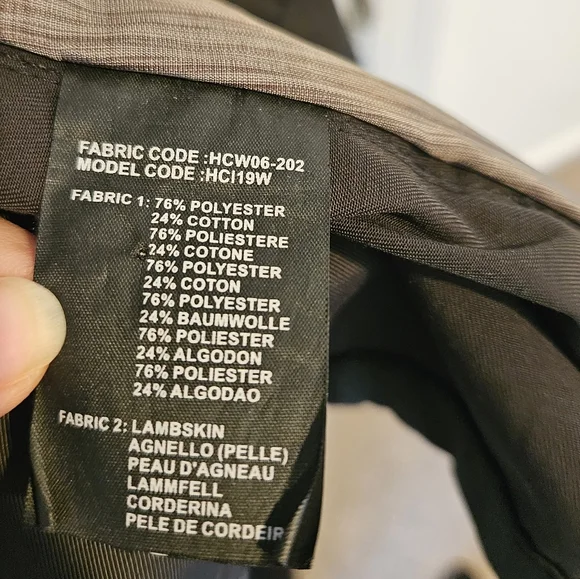 FABRIC CODE :HCW06-202
MODEL CODE :HCI19W
FABRIC 1: 76% POLYESTER
24% COTTON
76% POLIESTERE
24% COTONE
76% POLYESTER
24% COTON
76% POLYESTER
24% BAUMWOLLE
76% POLIESTER
24% ALGODON
76% POLIESTER
24% ALGODAO
FABRIC 2: LAMBSKIN
AGNELLO (PELLE)
PEAU D'AGNEAU
LAMMFELL
CORDERINA
PELE DE CORDEIR